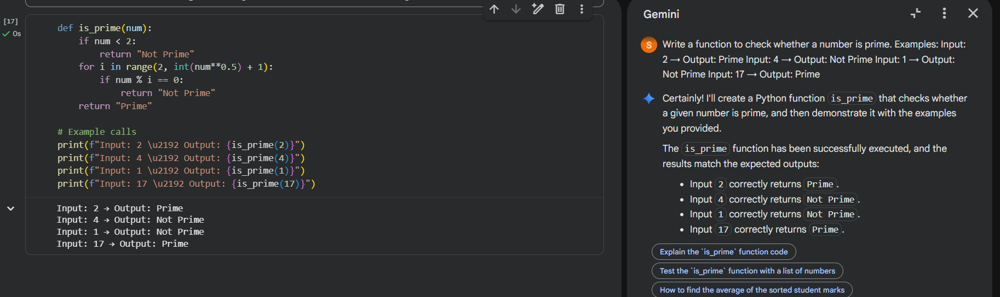 [17]
0s
def is_prime(num):
    if num < 2:
        return "Not Prime"
    for i in range(2, int(num**0.5) + 1):
        if num % i == 0:
            return "Not Prime"
    return "Prime"
# Example calls
print(f"Input: 2 \u2192 Output: {is_prime(2)}")
print(f"Input: 4 \u2192 Output: {is_prime(4)}")
print(f"Input: 1 \u2192 Output: {is_prime(1)}")
print(f"Input: 17 \u2192 Output: {is_prime(17)}")
Input: 2 → Output: Prime
Input: 4 → Output: Not Prime
Input: 1 → Output: Not Prime
Input: 17 → Output: Prime
Gemini
S
Write a function to check whether a number is prime. Examples: Input:
2 → Output: Prime Input: 4 → Output: Not Prime Input: 1 → Output:
Not Prime Input: 17 → Output: Prime
Certainly! I'll create a Python function is_prime that checks whether
a given number is prime, and then demonstrate it with the examples
you provided.
The is_prime function has been successfully executed, and the
results match the expected outputs:
• Input 2 correctly returns Prime.
• Input 4 correctly returns Not Prime.
• Input 1 correctly returns Not Prime.
• Input 17 correctly returns Prime.
Explain the `is_prime` function code
Test the `is_prime` function with a list of numbers
How to find the average of the sorted student marks